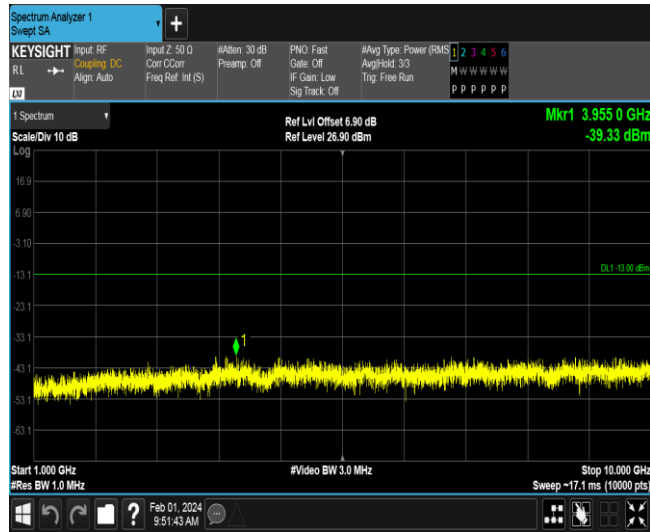 Spectrum Analyzer 1
Swept SA
+
KEYSIGHT
RL
LXI
Input: RF
Coupling: DC
Align: Auto
Input Z: 50 Ω
Corr CCorr
Freq Ref: Int (S)
#Atten: 30 dB
Preamp: Off
PNO: Fast
Gate: Off
IF Gain: Low
Sig Track: Off
#Avg Type: Power (RMS
Avg|Hold: 3/3
Trig: Free Run
1 2 3 4 5 6
M W W W W W
P P P P P P
1 Spectrum
Scale/Div 10 dB
Log
Ref Lvl Offset 6.90 dB
Ref Level 26.90 dBm
Mkr1 3.955 0 GHz
-39.33 dBm
16.9
6.90
-3.10
-13.1
-23.1
-33.1
-43.1
-53.1
-63.1
DL1 -13.00 dBm
1
Start 1.000 GHz
#Res BW 1.0 MHz
#Video BW 3.0 MHz
Stop 10.000 GHz
Sweep ~17.1 ms (10000 pts)
?
Feb 01, 2024
9:51:43 AM